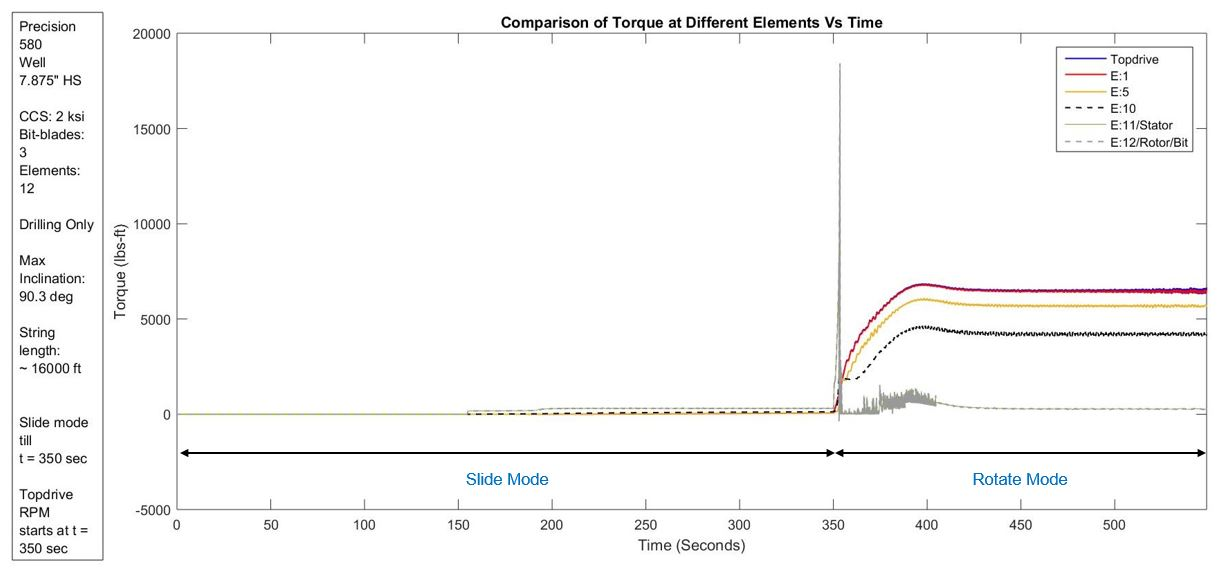 Comparison of Torque at Different Elements Vs Time
Precision
580
Well
7.875" HS
CCS: 2 ksi
Bit-blades:
3
Elements:
12
Drilling Only
Max
Inclination:
90.3 deg
String
length:
~ 16000 ft
Slide mode
till
t = 350 sec
Topdrive
RPM
starts at t =
350 sec
Torque (lbs-ft)
20000
15000
10000
5000
0
-5000
Topdrive
E:1
E:5
E:10
E:11/Stator
E:12/Rotor/Bit
Slide Mode
Rotate Mode
0
50
100
150
200
250
300
350
400
450
500
Time (Seconds)